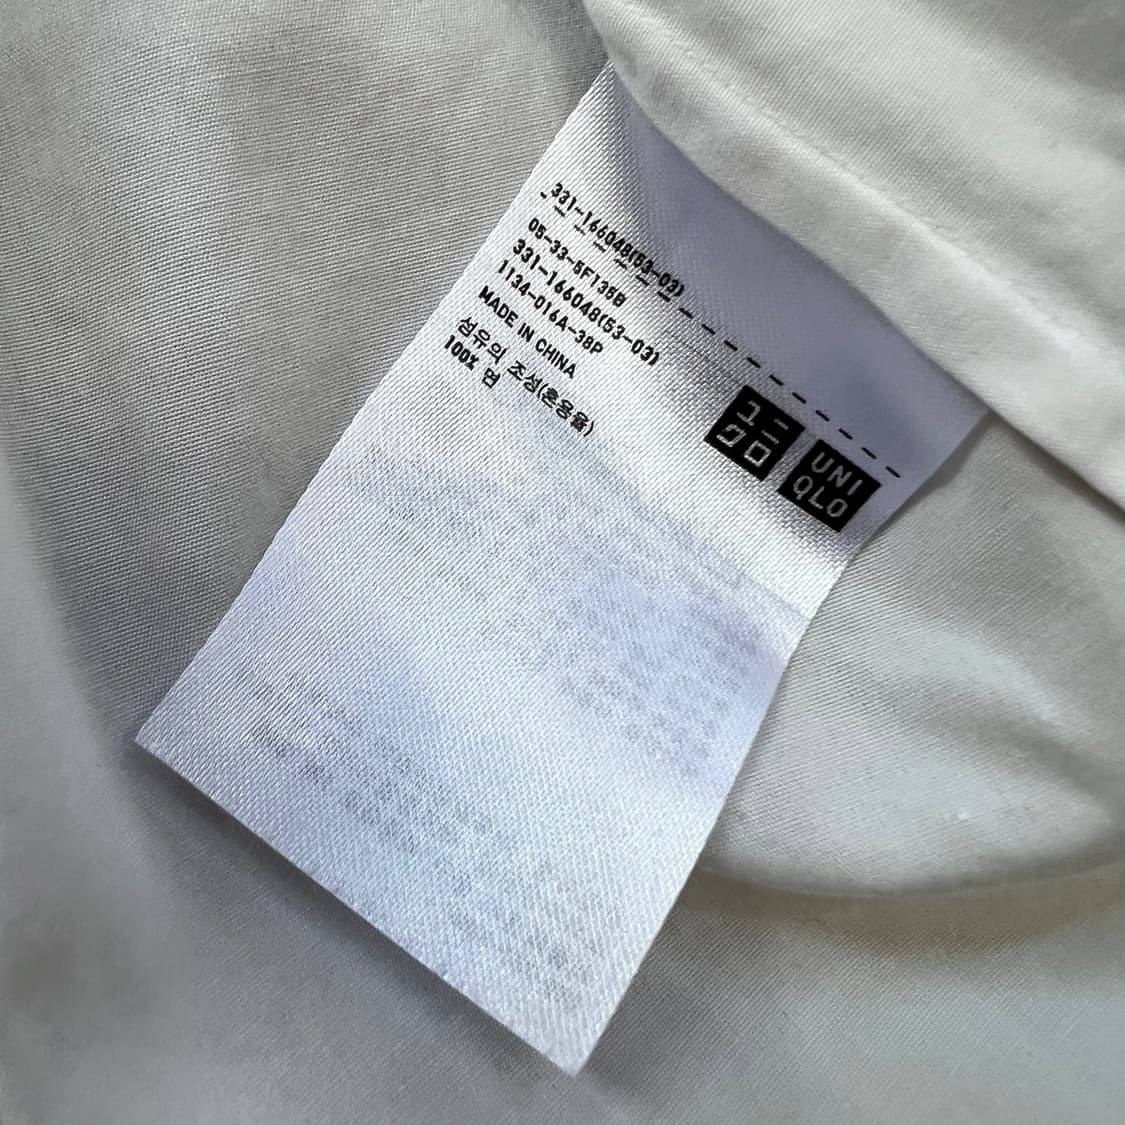 331-166048(53-03)
05-33-5F135B
331-166048(53-03)
1134-016A-38P
MADE IN CHINA
섬유의 조성(혼용율)
100% 면
ユニ
クロ
UNI
QLO